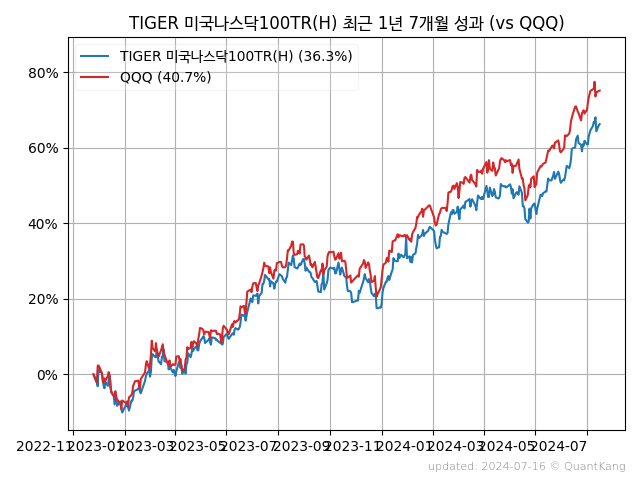 TIGER 미국나스닥100TR(H) 최근 1년 7개월 성과 (vs QQQ)
TIGER 미국나스닥100TR(H) (36.3%)
QQQ (40.7%)
80%
60%
40%
20%
0%
2022-11 2023-01 2023-03 2023-05 2023-07 2023-09 2023-11 2024-01 2024-03 2024-05 2024-07
updated: 2024-07-16 © QuantKang